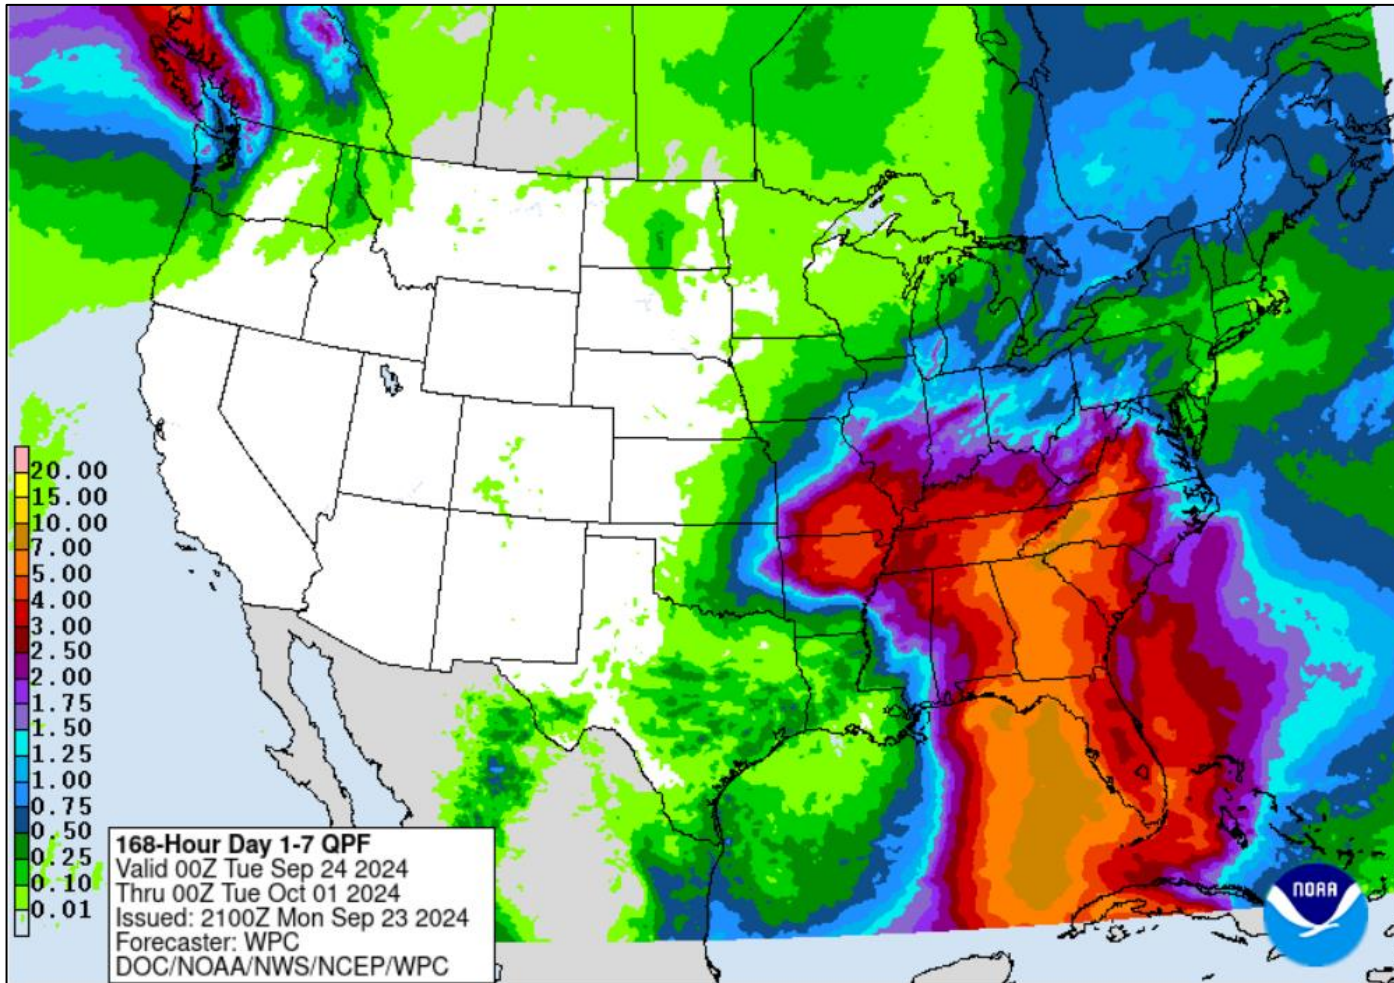 20.00
15.00
10.00
7.00
5.00
4.00
3.00
2.50
2.00
1.75
1.50
1.25
1.00
0.75
0.50
0.25
0.10
0.01
168-Hour Day 1-7 QPF
Valid 00Z Tue Sep 24 2024
Thru 00Z Tue Oct 01 2024
Issued: 2100Z Mon Sep 23 2024
Forecaster: WPC
DOC/NOAA/NWS/NCEP/WPC
NOAA